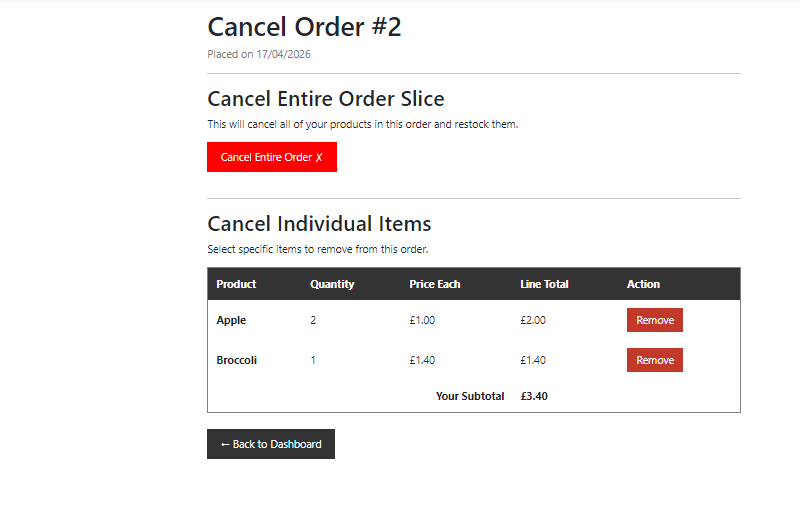 Cancel Order #2
Placed on 17/04/2026
Cancel Entire Order Slice
This will cancel all of your products in this order and restock them.
Cancel Entire Order ✗
Cancel Individual Items
Select specific items to remove from this order.
Product Quantity Price Each Line Total Action
Apple 2 £1.00 £2.00 Remove
Broccoli 1 £1.40 £1.40 Remove
Your Subtotal £3.40
← Back to Dashboard